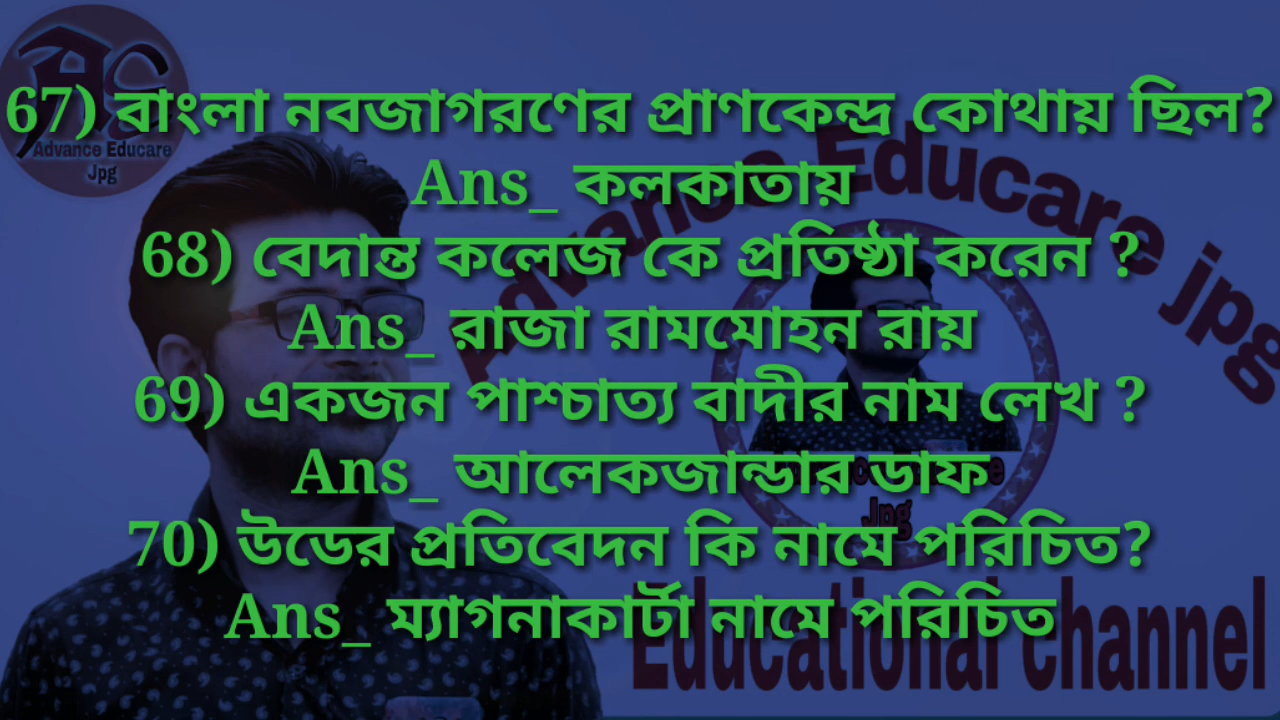 Advance Educare
Jpg
67) বাংলা নবজাগরণের প্রাণকেন্দ্র কোথায় ছিল?
Ans_ কলকাতায়
68) বেদান্ত কলেজ কে প্রতিষ্ঠা করেন ?
Ans_ রাজা রামমোহন রায়
69) একজন পাশ্চাত্য বাদীর নাম লেখ ?
Ans_ আলেকজান্ডার ডাফ
70) উডের প্রতিবেদন কি নামে পরিচিত?
Ans_ ম্যাগনাকার্টা নামে পরিচিত
Advance Educare jpg
Jpg
Educational channel